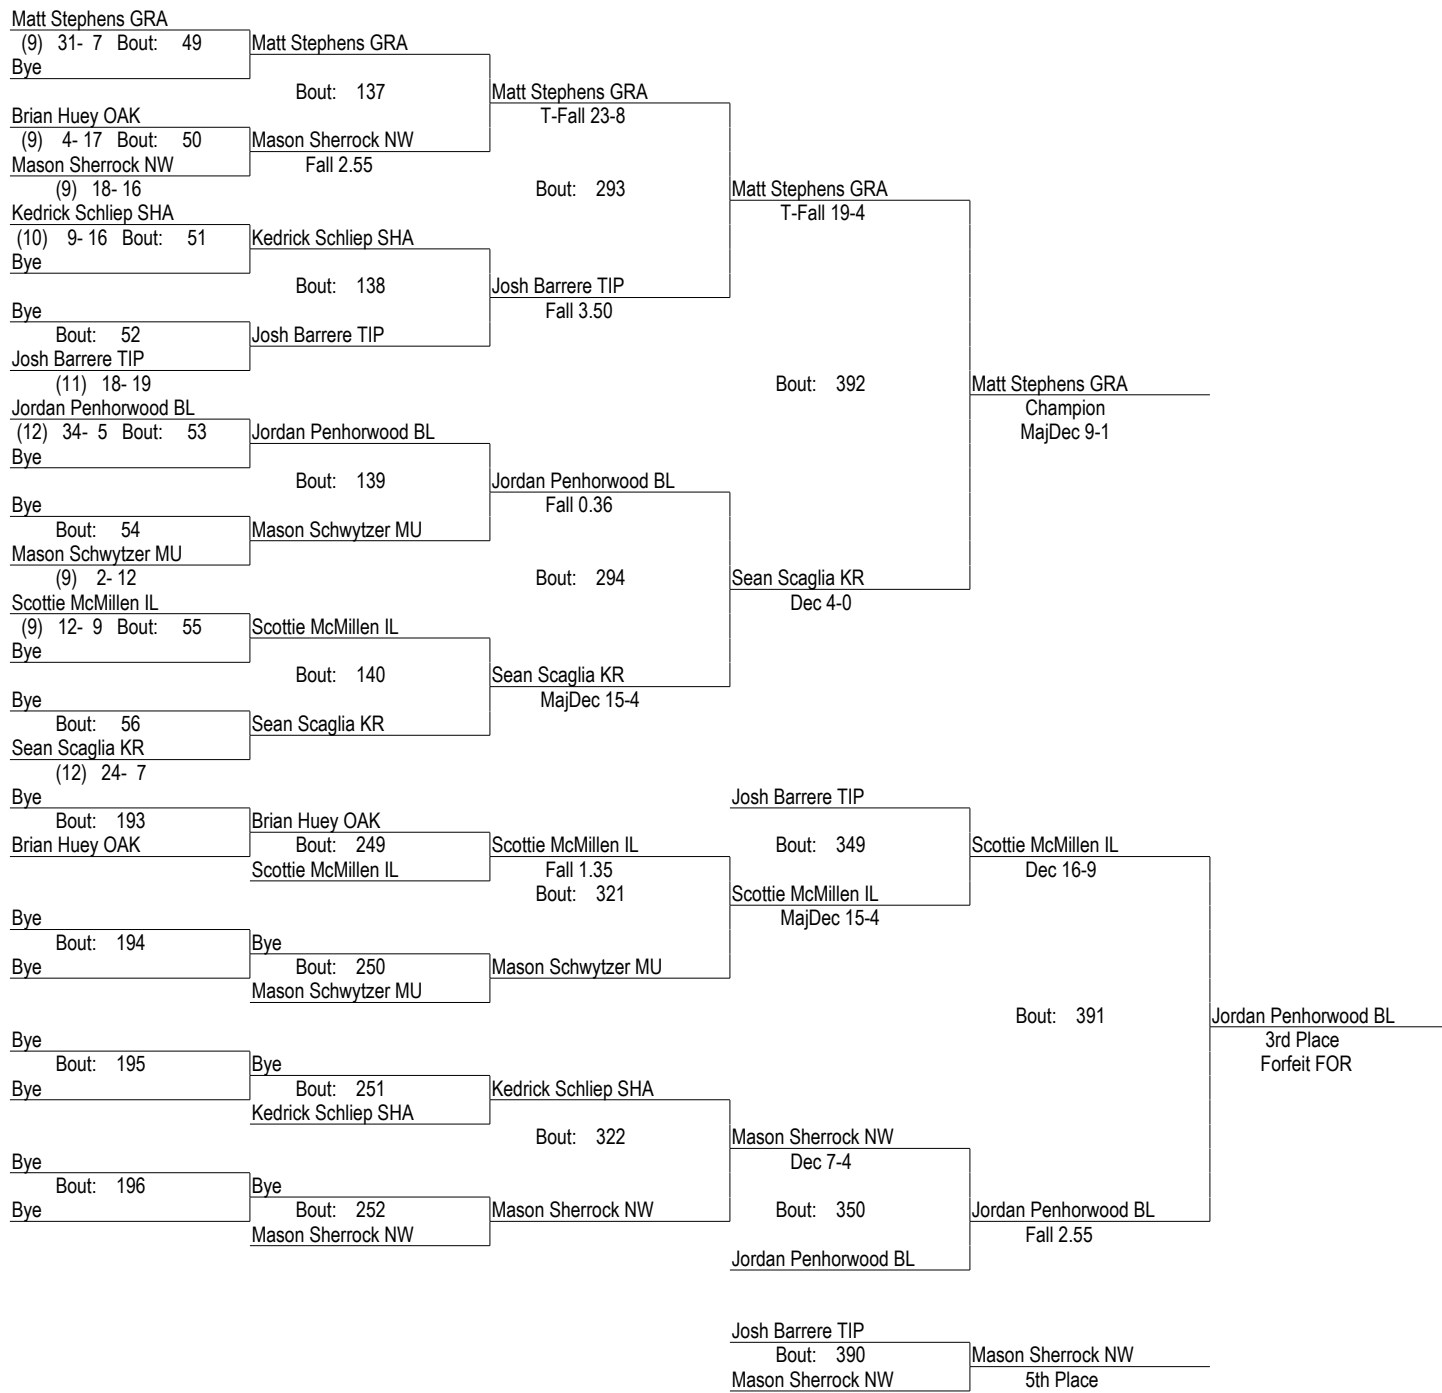 Matt Stephens GRA
(9) 31- 7 Bout: 49 Matt Stephens GRA
Bye
Bout: 137 Matt Stephens GRA
Brian Huey OAK T-Fall 23-8
(9) 4- 17 Bout: 50 Mason Sherrock NW
Mason Sherrock NW Fall 2.55
(9) 18- 16 Bout: 293 Matt Stephens GRA
Kedrick Schliep SHA T-Fall 19-4
(10) 9- 16 Bout: 51 Kedrick Schliep SHA
Bye
Bout: 138 Josh Barrere TIP
Bye Fall 3.50
Bout: 52 Josh Barrere TIP
Josh Barrere TIP
(11) 18- 19 Bout: 392 Matt Stephens GRA
Jordan Penhorwood BL Champion
(12) 34- 5 Bout: 53 Jordan Penhorwood BL MajDec 9-1
Bye
Bout: 139 Jordan Penhorwood BL
Bye Fall 0.36
Bout: 54 Mason Schwytzer MU
Mason Schwytzer MU
(9) 2- 12 Bout: 294 Sean Scaglia KR
Scottie McMillen IL Dec 4-0
(9) 12- 9 Bout: 55 Scottie McMillen IL
Bye
Bout: 140 Sean Scaglia KR
Bye MajDec 15-4
Bout: 56 Sean Scaglia KR
Sean Scaglia KR
(12) 24- 7
Bye Josh Barrere TIP
Bout: 193 Brian Huey OAK
Brian Huey OAK Bout: 249 Scottie McMillen IL Bout: 349 Scottie McMillen IL
Scottie McMillen IL Fall 1.35 Dec 16-9
Bout: 321 Scottie McMillen IL
Bye MajDec 15-4
Bout: 194 Bye
Bye Bout: 250 Mason Schwytzer MU
Mason Schwytzer MU
Bout: 391 Jordan Penhorwood BL
Bye 3rd Place
Bout: 195 Bye Forfeit FOR
Bye Bout: 251 Kedrick Schliep SHA
Kedrick Schliep SHA
Bout: 322 Mason Sherrock NW
Bye Dec 7-4
Bout: 196 Bye
Bye Bout: 252 Mason Sherrock NW Bout: 350 Jordan Penhorwood BL
Mason Sherrock NW Fall 2.55
Jordan Penhorwood BL
Josh Barrere TIP
Bout: 390 Mason Sherrock NW
Mason Sherrock NW 5th Place